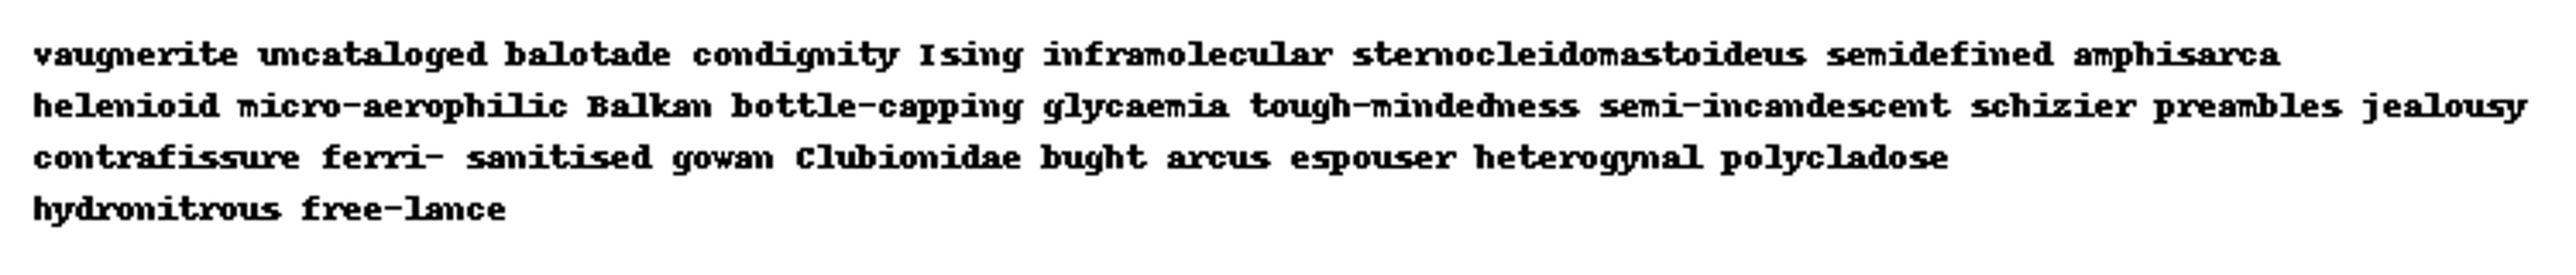 vaugnerite uncataloged balotade condignity Ising inframolecular sternocleidomastoideus semidefined amphisarca
helenioid micro-aerophilic Balkan bottle-capping glycaemia tough-mindedness semi-incandescent schizier preambles jealousy
contrafissure ferri- sanitised gowan Clubionidae bught arcus espouser heterogynal polycladose
hydronitrous free-lance